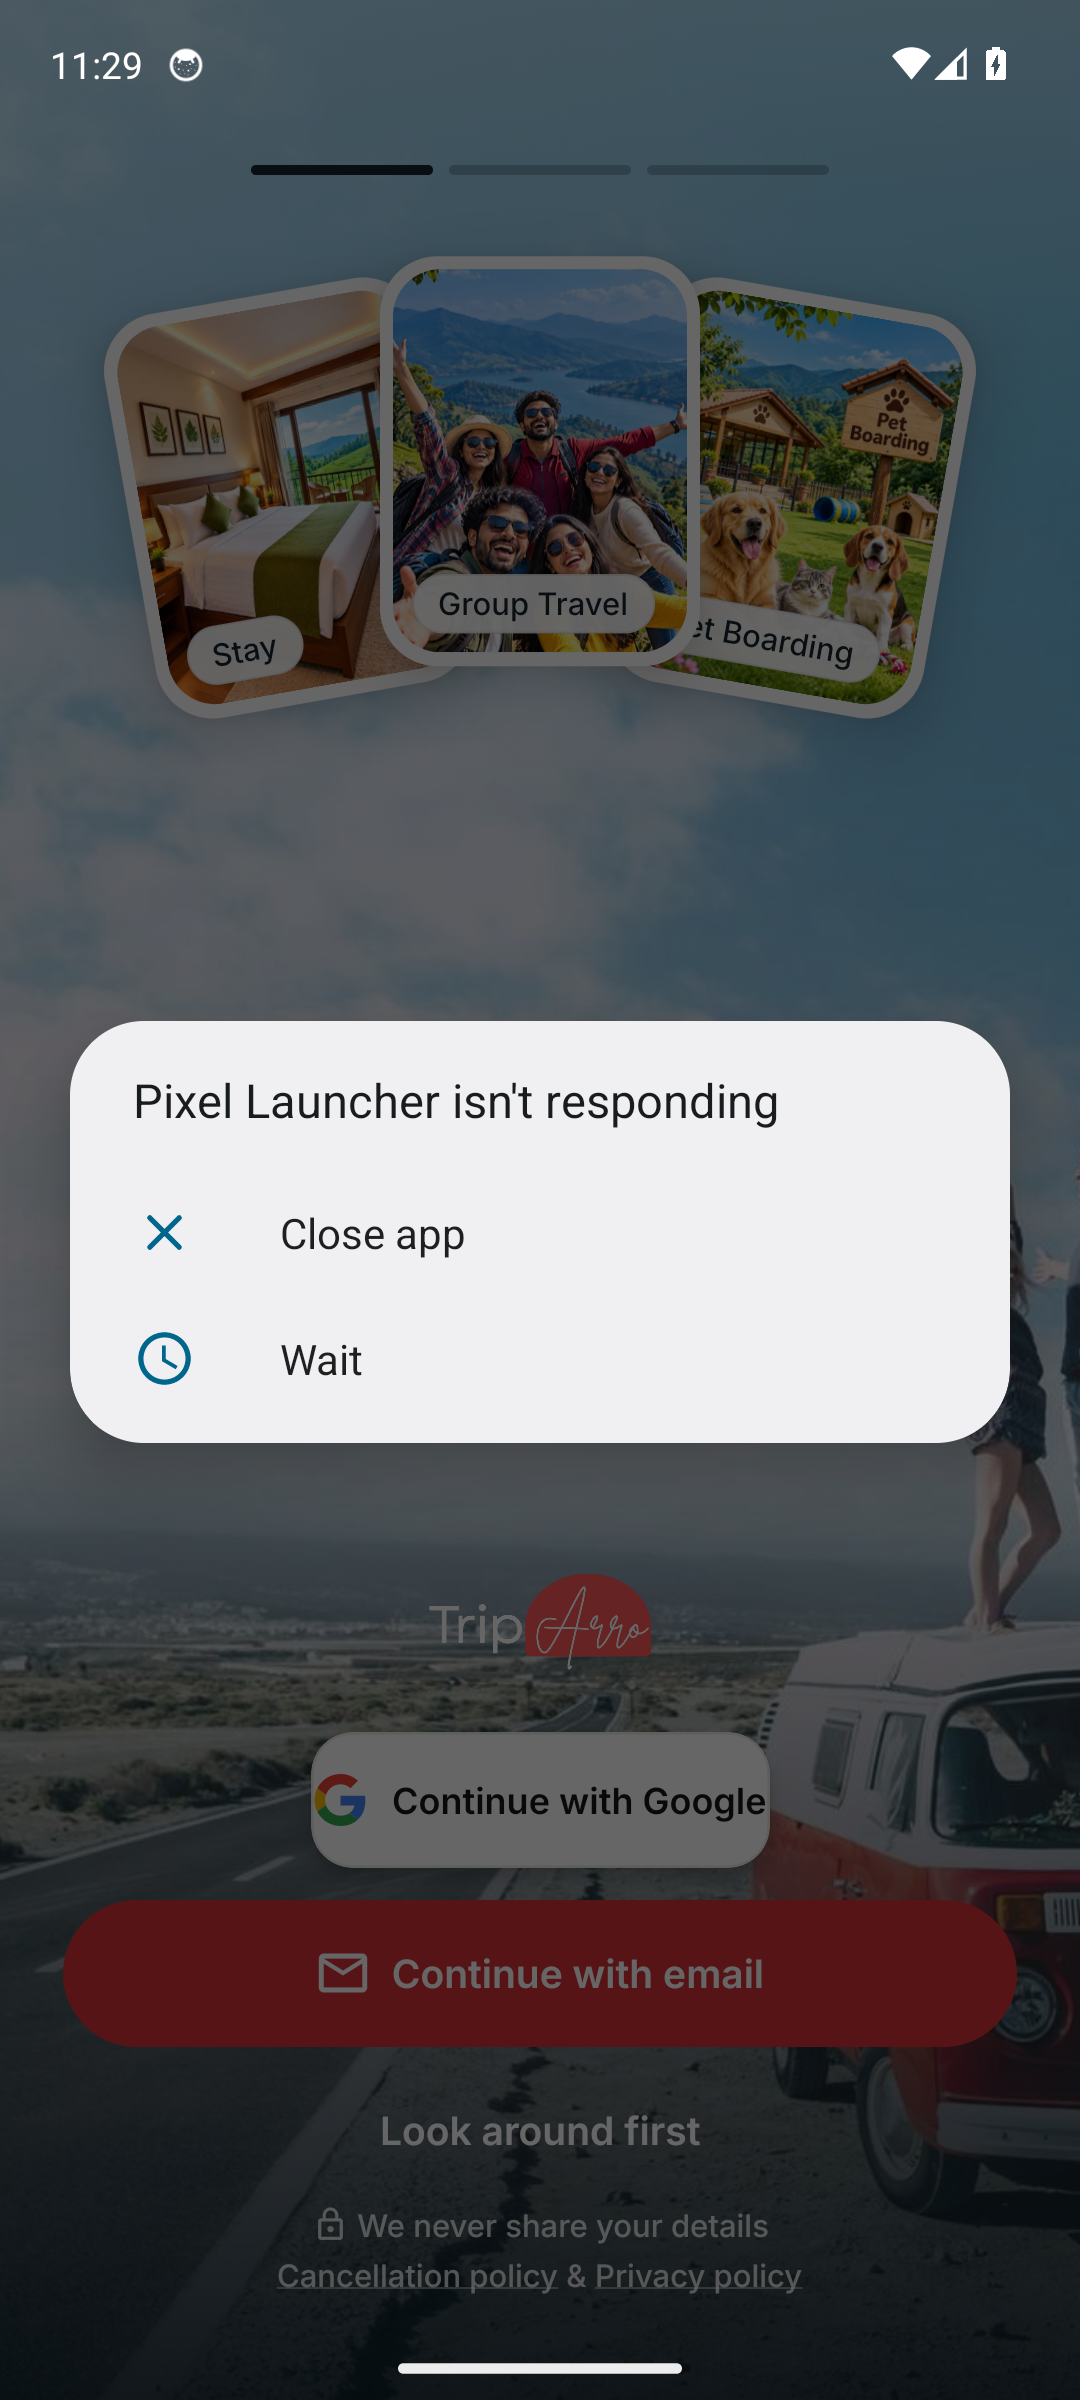 11:29
Pet
Boarding
Group Travel
Stay
et Boarding
Pixel Launcher isn't responding
Close app
Wait
Trip Arro
Continue with Google
Continue with email
Look around first
We never share your details
Cancellation policy & Privacy policy